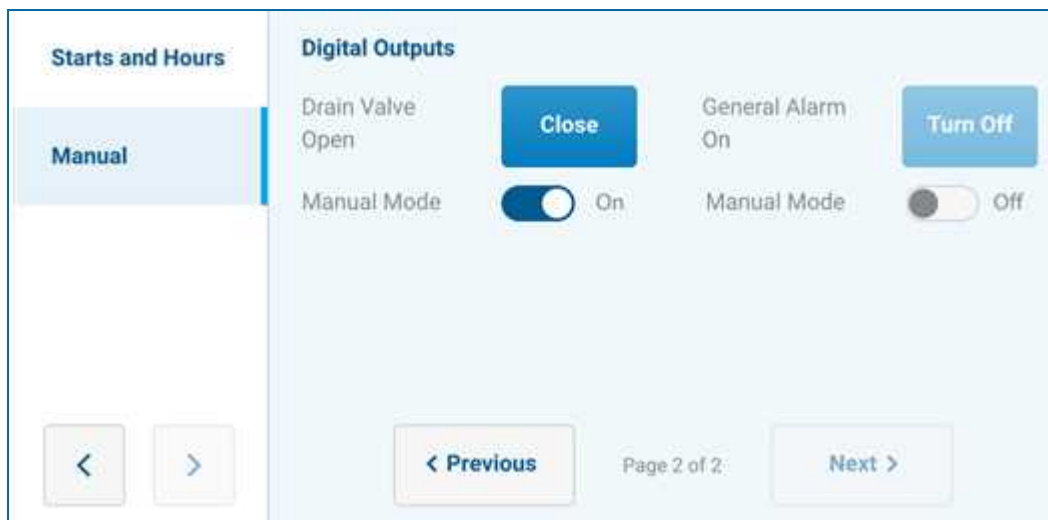 Starts and Hours
Manual
Digital Outputs
Drain Valve
Open
Close
General Alarm
On
Turn Off
Manual Mode
On
Manual Mode
Off
< Previous
Page 2 of 2
Next >